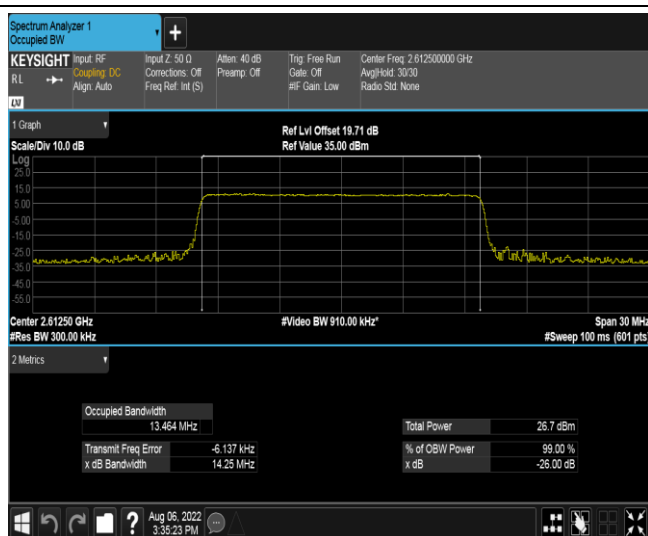 Spectrum Analyzer 1
Occupied BW
KEYSIGHT Input: RF Input Z: 50 Ω Atten: 40 dB Trig: Free Run Center Freq: 2.612500000 GHz
RL Coupling: DC Corrections: Off Preamp: Off Gate: Off Avg|Hold: 30/30
Align: Auto Freq Ref: Int (S) #IF Gain: Low Radio Std: None
LXI
1 Graph Ref Lvl Offset 19.71 dB
Scale/Div 10.0 dB Ref Value 35.00 dBm
Log
25.0
15.0
5.00
-5.00
-15.0
-25.0
-35.0
-45.0
-55.0
Center 2.61250 GHz #Video BW 910.00 kHz* Span 30 MHz
#Res BW 300.00 kHz #Sweep 100 ms (601 pts)
2 Metrics
Occupied Bandwidth
13.464 MHz Total Power 26.7 dBm
Transmit Freq Error -6.137 kHz % of OBW Power 99.00 %
x dB Bandwidth 14.25 MHz x dB -26.00 dB
? Aug 06, 2022
3:35:23 PM